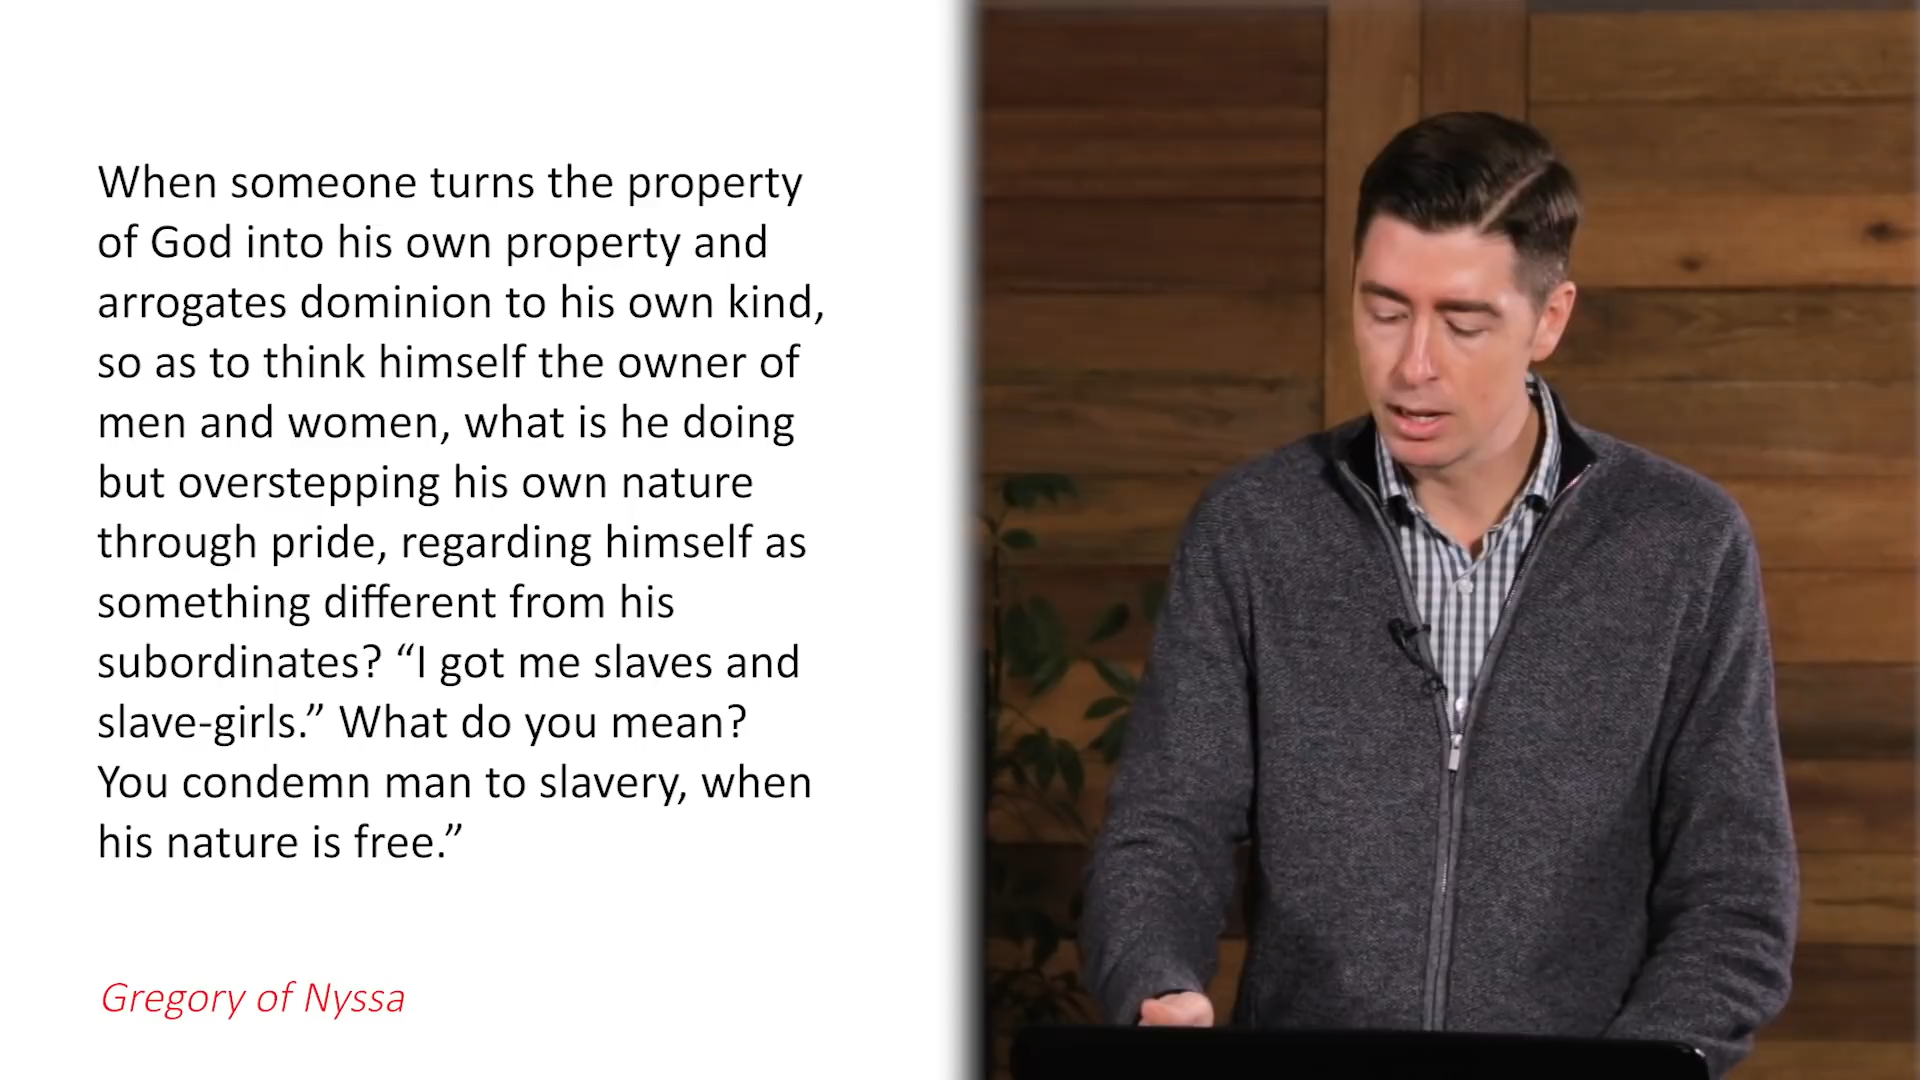 When someone turns the property
of God into his own property and
arrogates dominion to his own kind,
so as to think himself the owner of
men and women, what is he doing
but overstepping his own nature
through pride, regarding himself as
something different from his
subordinates? “I got me slaves and
slave-girls.” What do you mean?
You condemn man to slavery, when
his nature is free.”
Gregory of Nyssa